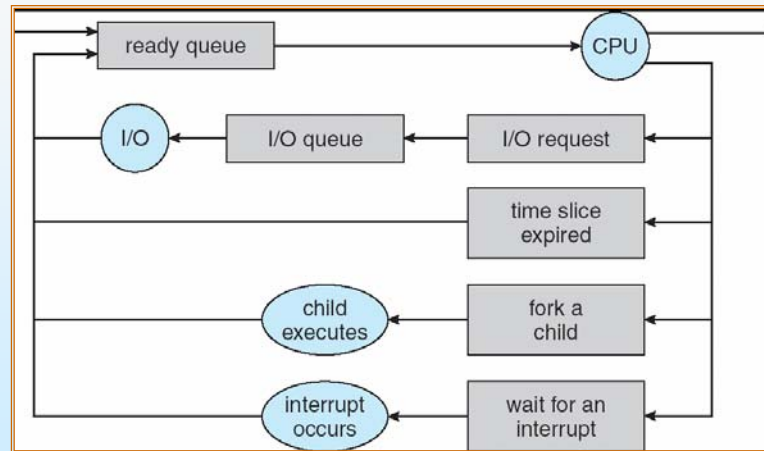 ready queue
CPU
I/O
I/O queue
I/O request
time slice
expired
child
executes
fork a
child
interrupt
occurs
wait for an
interrupt